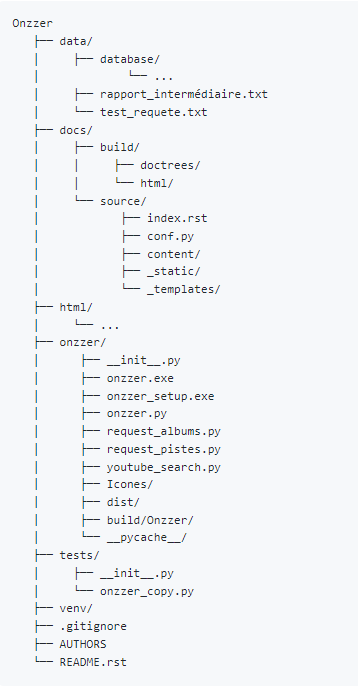 Onzzer
├── data/
│   ├── database/
│   │       └── ...
│   ├── rapport_intermédiaire.txt
│   └── test_requete.txt
├── docs/
│   ├── build/
│   │   ├── doctrees/
│   │   └── html/
│   └── source/
│       ├── index.rst
│       ├── conf.py
│       ├── content/
│       ├── _static/
│       └── _templates/
├── html/
│   └── ...
├── onzzer/
│   ├── __init__.py
│   ├── onzzer.exe
│   ├── onzzer_setup.exe
│   ├── onzzer.py
│   ├── request_albums.py
│   ├── request_pistes.py
│   ├── youtube_search.py
│   ├── Icones/
│   ├── dist/
│   ├── build/Onzzer/
│   └── __pycache__/
├── tests/
│   ├── __init__.py
│   └── onzzer_copy.py
├── venv/
├── .gitignore
├── AUTHORS
└── README.rst